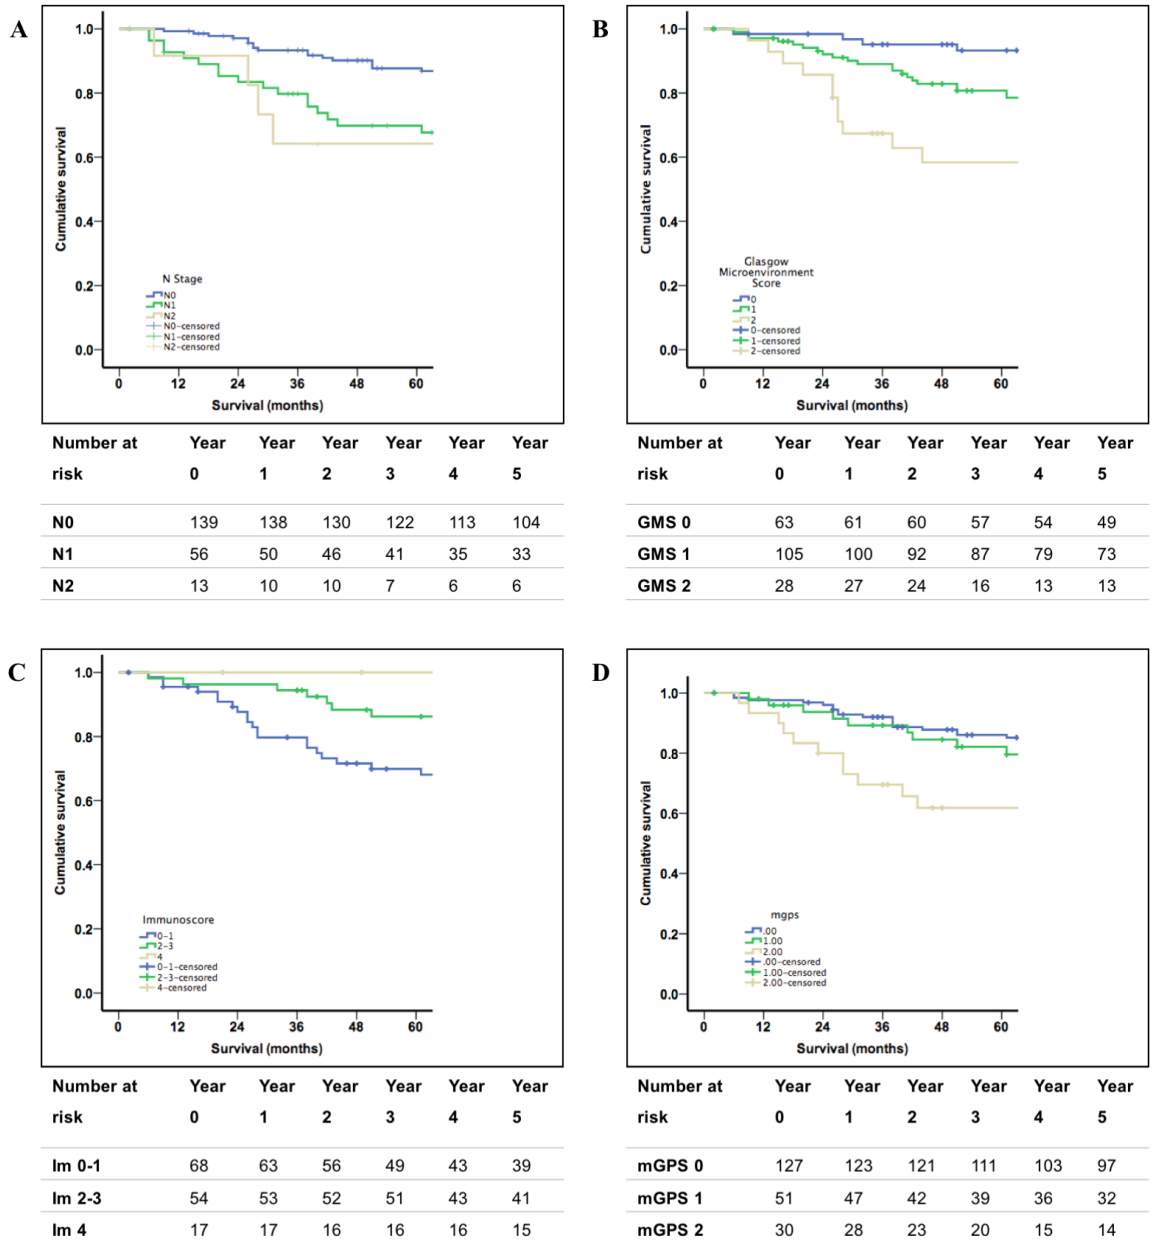 A
1.0
0.8
0.6
0.4
0.2
0.0
Cumulative survival
N Stage
N0
N1
N2
N0-censored
N1-censored
N2-censored
0 12 24 36 48 60
Survival (months)
Number at risk Year 0 Year 1 Year 2 Year 3 Year 4 Year 5
N0 139 138 130 122 113 104
N1 56 50 46 41 35 33
N2 13 10 10 7 6 6
B
1.0
0.8
0.6
0.4
0.2
0.0
Cumulative survival
Glasgow
Microenvironment
Score
0
1
2
0-censored
1-censored
2-censored
0 12 24 36 48 60
Survival (months)
Number at risk Year 0 Year 1 Year 2 Year 3 Year 4 Year 5
GMS 0 63 61 60 57 54 49
GMS 1 105 100 92 87 79 73
GMS 2 28 27 24 16 13 13
C
1.0
0.8
0.6
0.4
0.2
0.0
Cumulative survival
Immunoscore
0-1
2-3
4
0-1-censored
2-3-censored
4-censored
0 12 24 36 48 60
Survival (months)
Number at risk Year 0 Year 1 Year 2 Year 3 Year 4 Year 5
Im 0-1 68 63 56 49 43 39
Im 2-3 54 53 52 51 43 41
Im 4 17 17 16 16 16 15
D
1.0
0.8
0.6
0.4
0.2
0.0
Cumulative survival
mgps
.00
1.00
2.00
.00-censored
1.00-censored
2.00-censored
0 12 24 36 48 60
Survival (months)
Number at risk Year 0 Year 1 Year 2 Year 3 Year 4 Year 5
mGPS 0 127 123 121 111 103 97
mGPS 1 51 47 42 39 36 32
mGPS 2 30 28 23 20 15 14